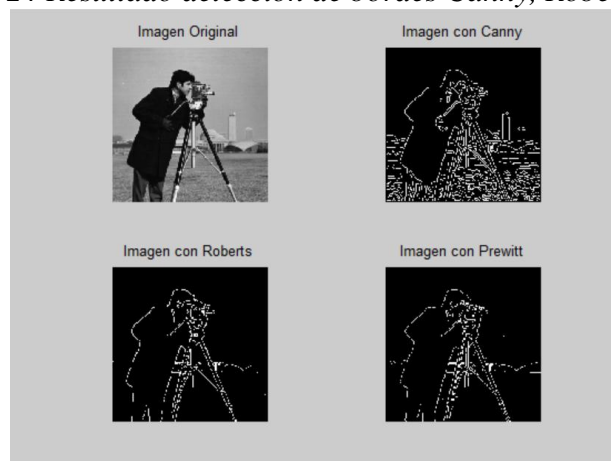 Resultado detección de bordes Canny,
Imagen Original
Imagen con Canny
Imagen con Roberts
Imagen con Prewitt